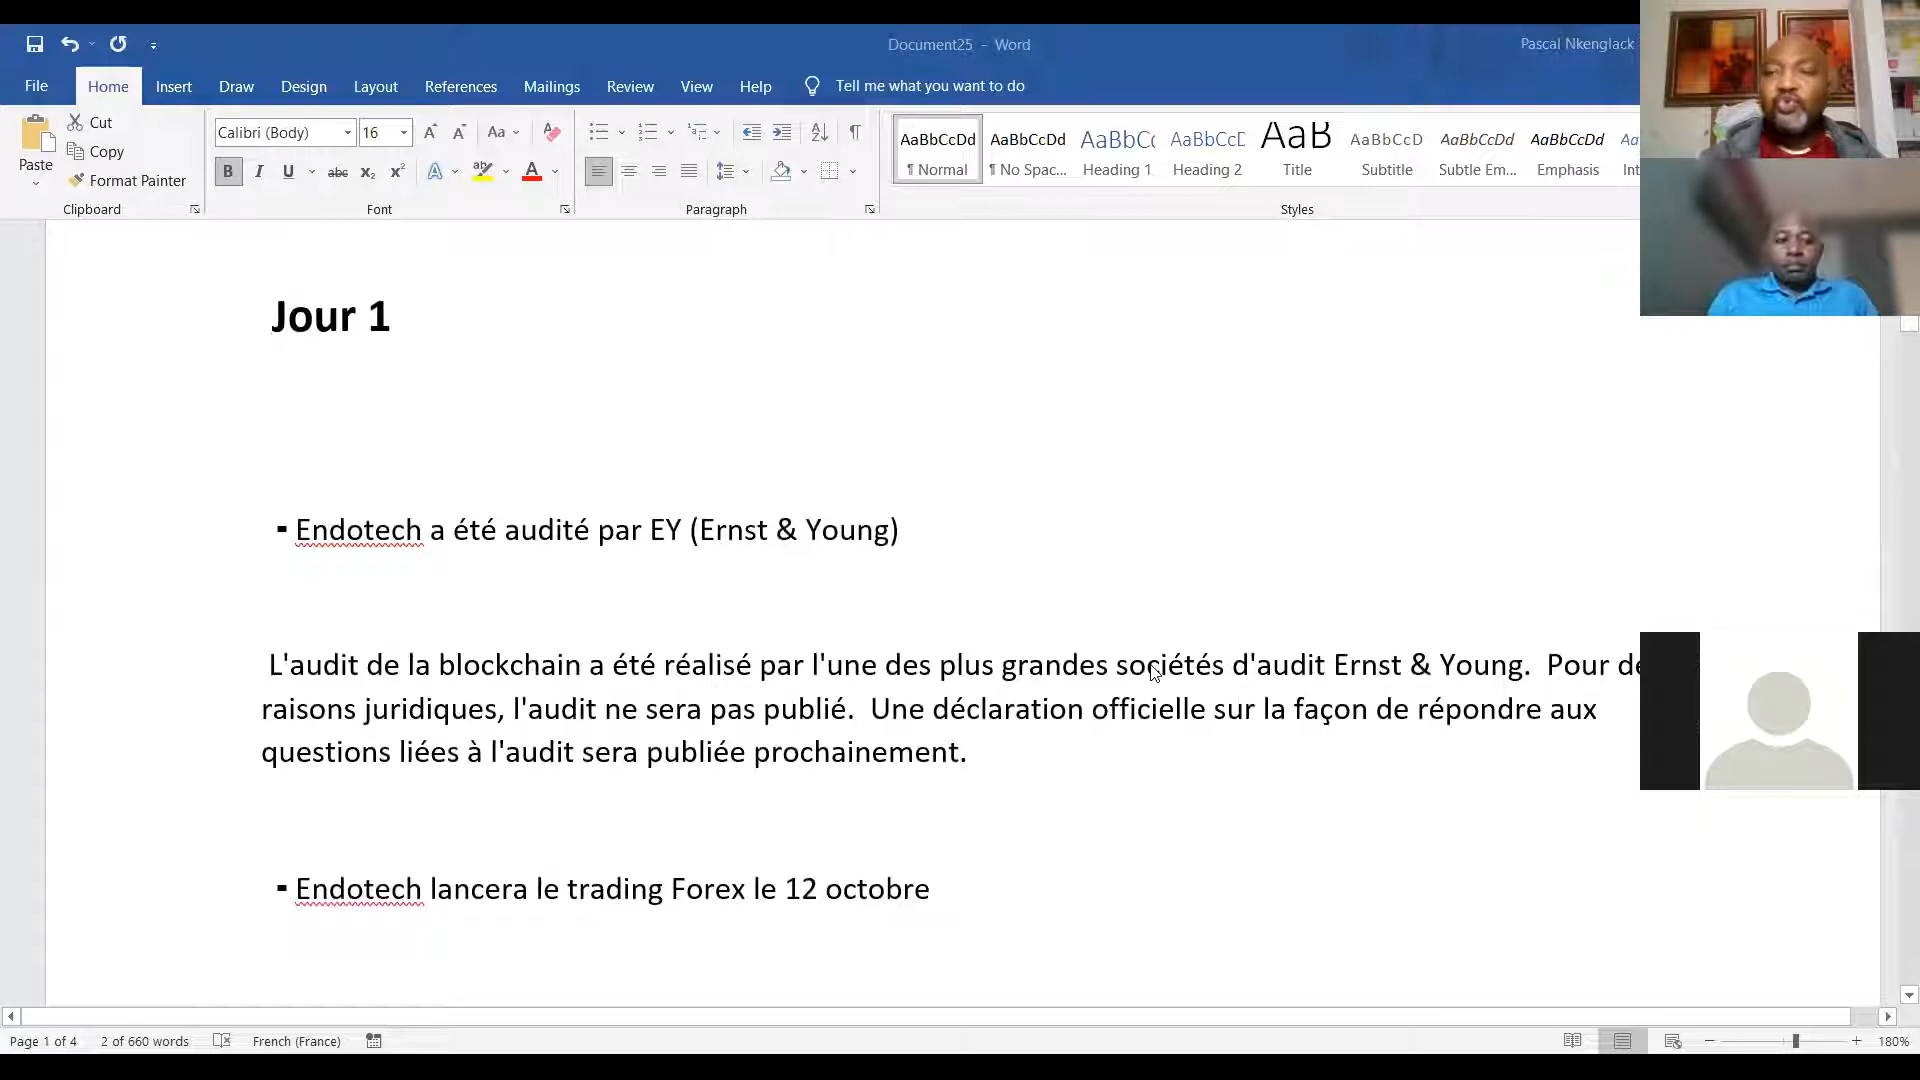 Document25 - Word
Pascal Nkenglack
File Home Insert Draw Design Layout References Mailings Review View Help Tell me what you want to do
Paste
Cut
Copy
Format Painter
Clipboard
Calibri (Body) 16
Font
Paragraph
AaBbCcDd AaBbCcDd AaBbCc AaBbCcD AaB AaBbCcD AaBbCcDd AaBbCcDd
¶ Normal ¶ No Spac... Heading 1 Heading 2 Title Subtitle Subtle Em... Emphasis
Styles
Jour 1
- Endotech a été audité par EY (Ernst & Young)
L'audit de la blockchain a été réalisé par l'une des plus grandes sociétés d'audit Ernst & Young. Pour
raisons juridiques, l'audit ne sera pas publié. Une déclaration officielle sur la façon de répondre aux
questions liées à l'audit sera publiée prochainement.
- Endotech lancera le trading Forex le 12 octobre
Page 1 of 4 2 of 660 words French (France) 180%